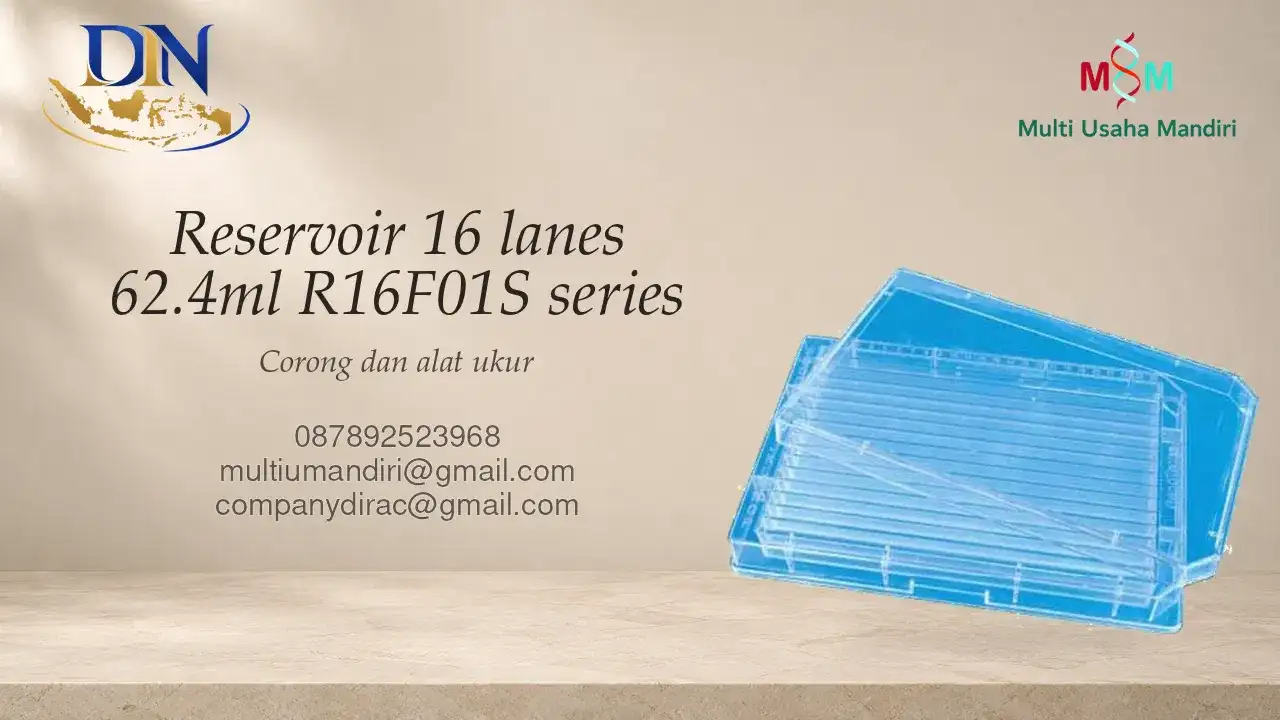 DIN
M M
Multi Usaha Mandiri
Reservoir 16 lanes
62.4ml R16F01S series
Corong dan alat ukur
087892523968
multiumandiri@gmail.com
companydirac@gmail.com